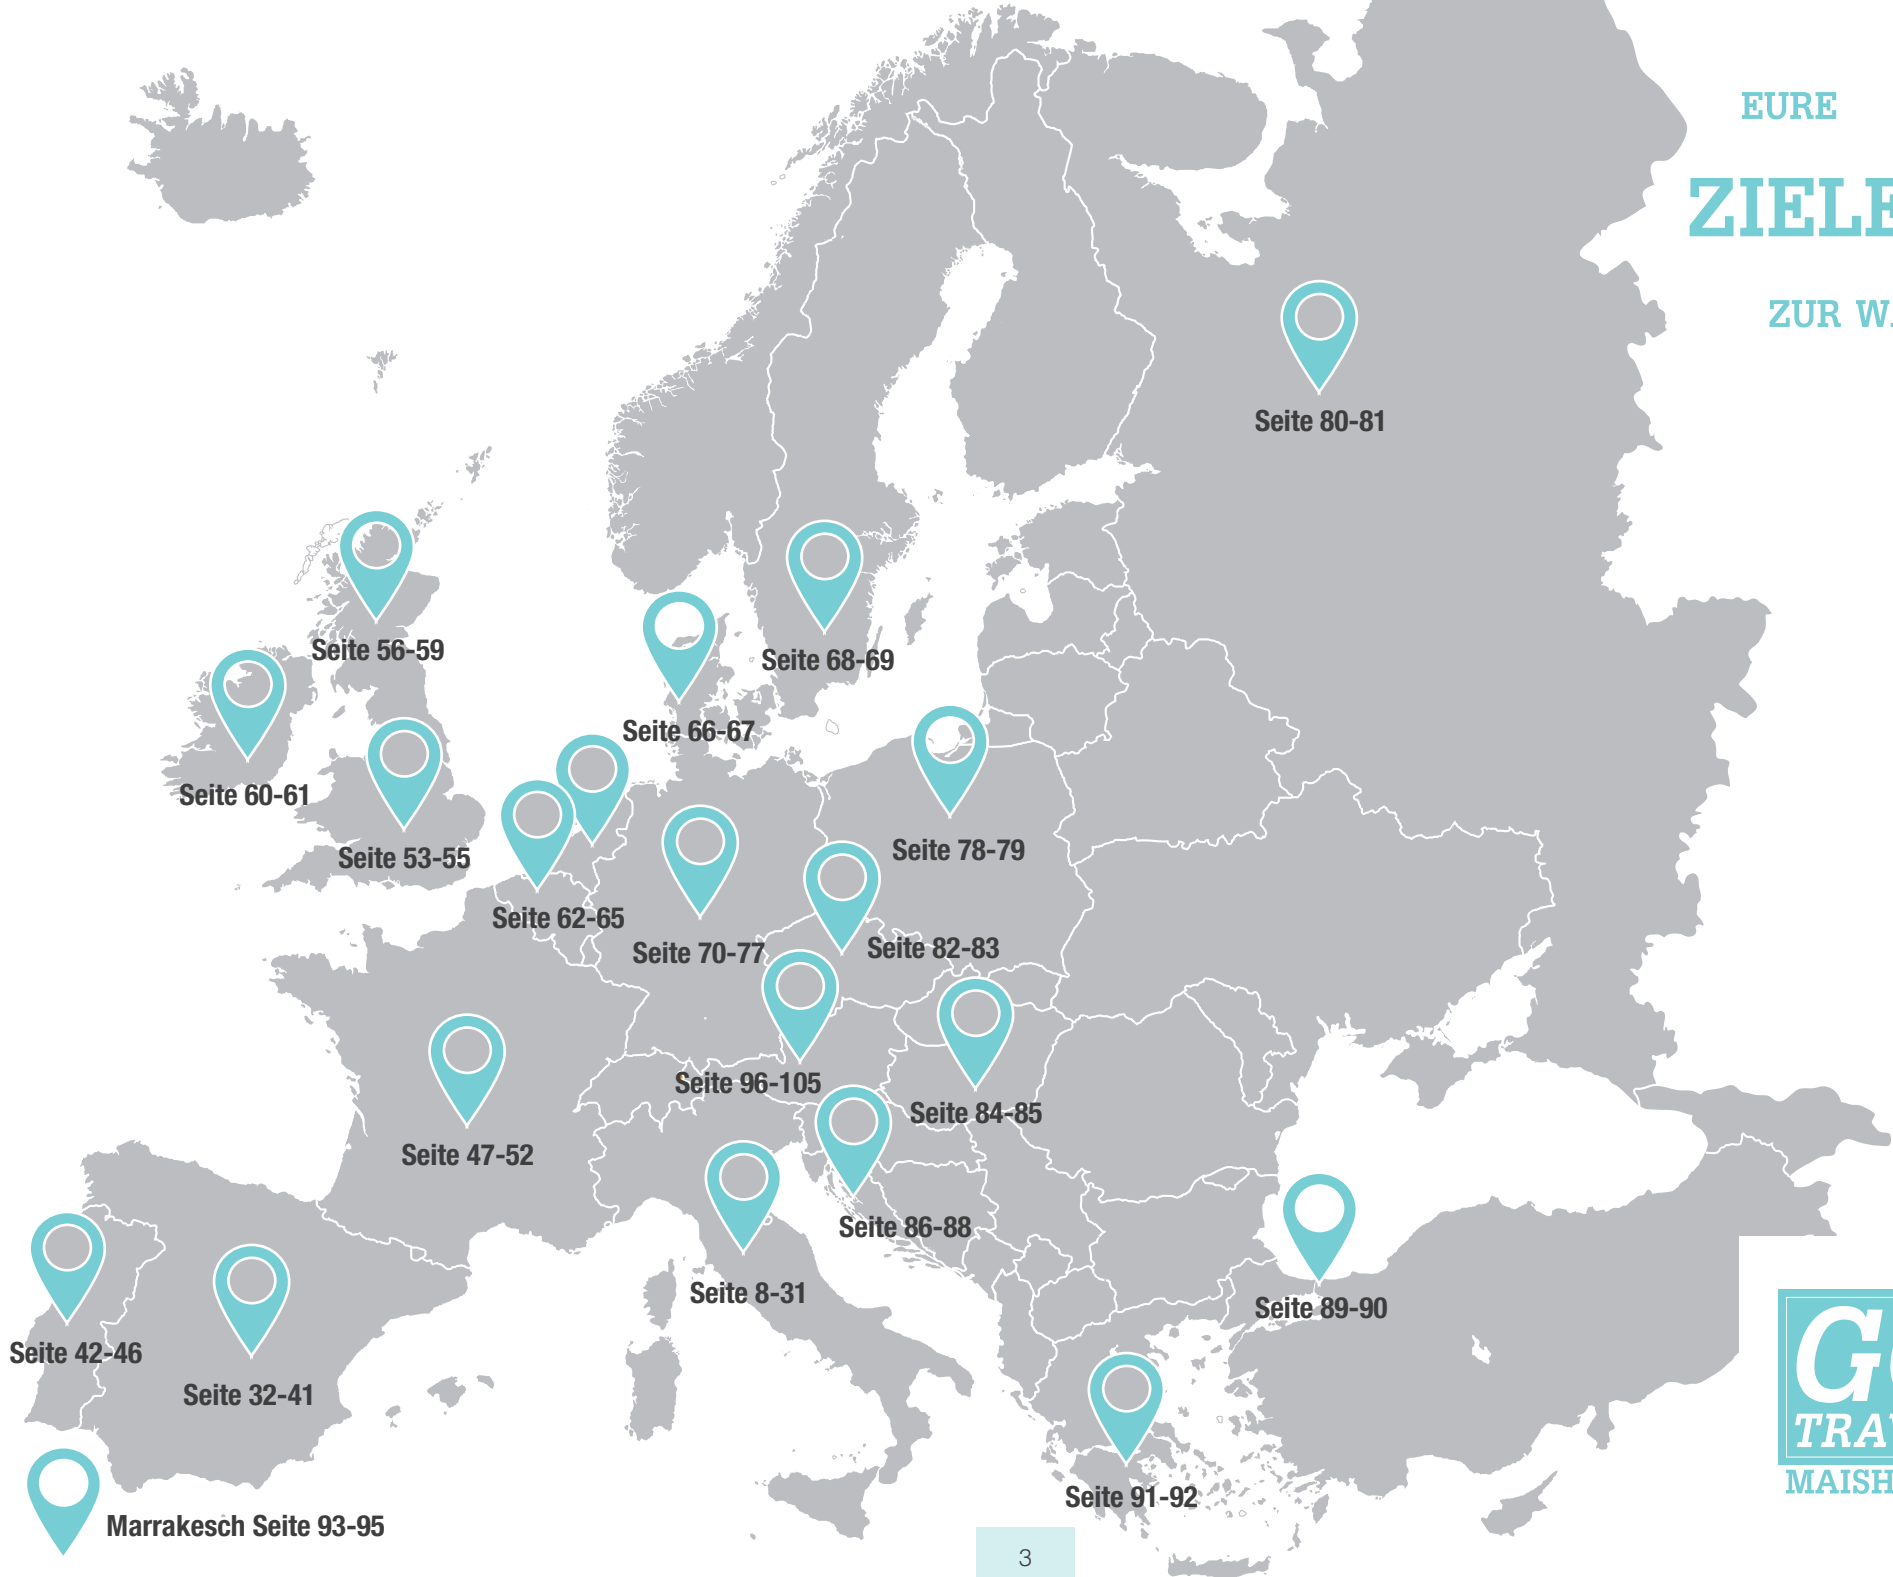 EURE
ZIELE
ZUR
Seite 80-81
Seite 56-59
Seite 68-69
Seite 66-67
Seite 60-61
Seite 53-55
Seite 78-79
Seite 62-65
Seite 70-77
Seite 82-83
Seite 96-105
Seite 84-85
Seite 47-52
Seite 86-88
Seite 8-31
Seite 89-90
Seite 42-46
Seite 32-41
Seite 91-92
Marrakesch Seite 93-95
3